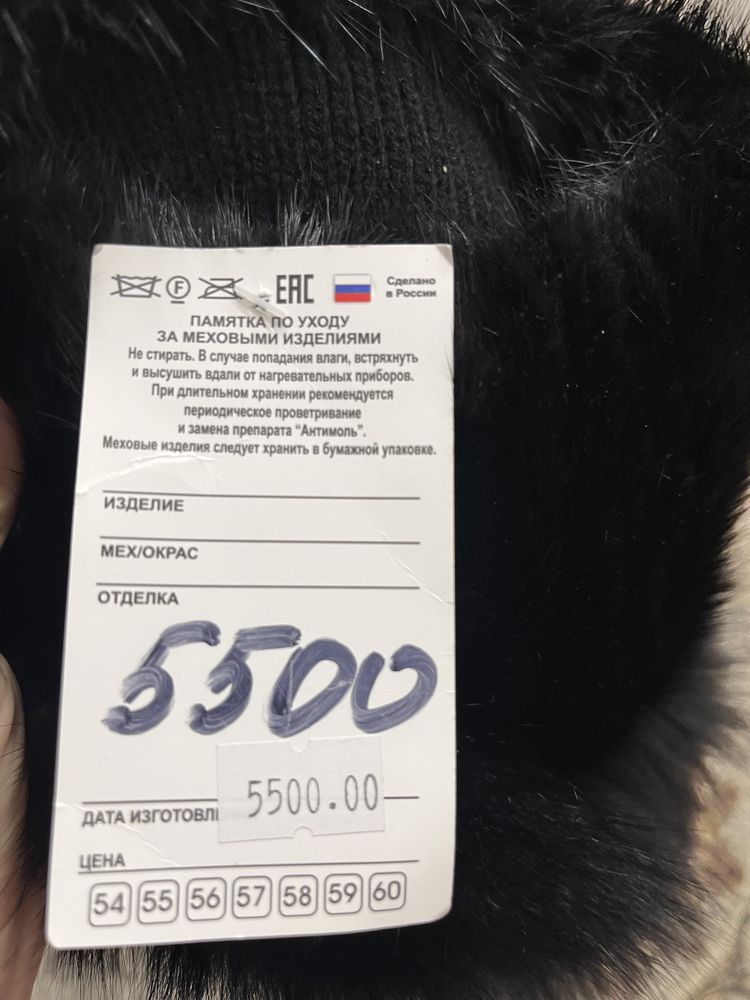 F
EAC
Сделано
в России
ПАМЯТКА ПО УХОДУ
ЗА МЕХОВЫМИ ИЗДЕЛИЯМИ
Не стирать. В случае попадания влаги, встряхнуть
и высушить вдали от нагревательных приборов.
При длительном хранении рекомендуется
периодическое проветривание
и замена препарата “Антимоль”.
Меховые изделия следует хранить в бумажной упаковке.
ИЗДЕЛИЕ
МЕХ/ОКРАС
ОТДЕЛКА
5500
5500.00
ДАТА ИЗГОТОВЛ
ЦЕНА
54 55 56 57 58 59 60